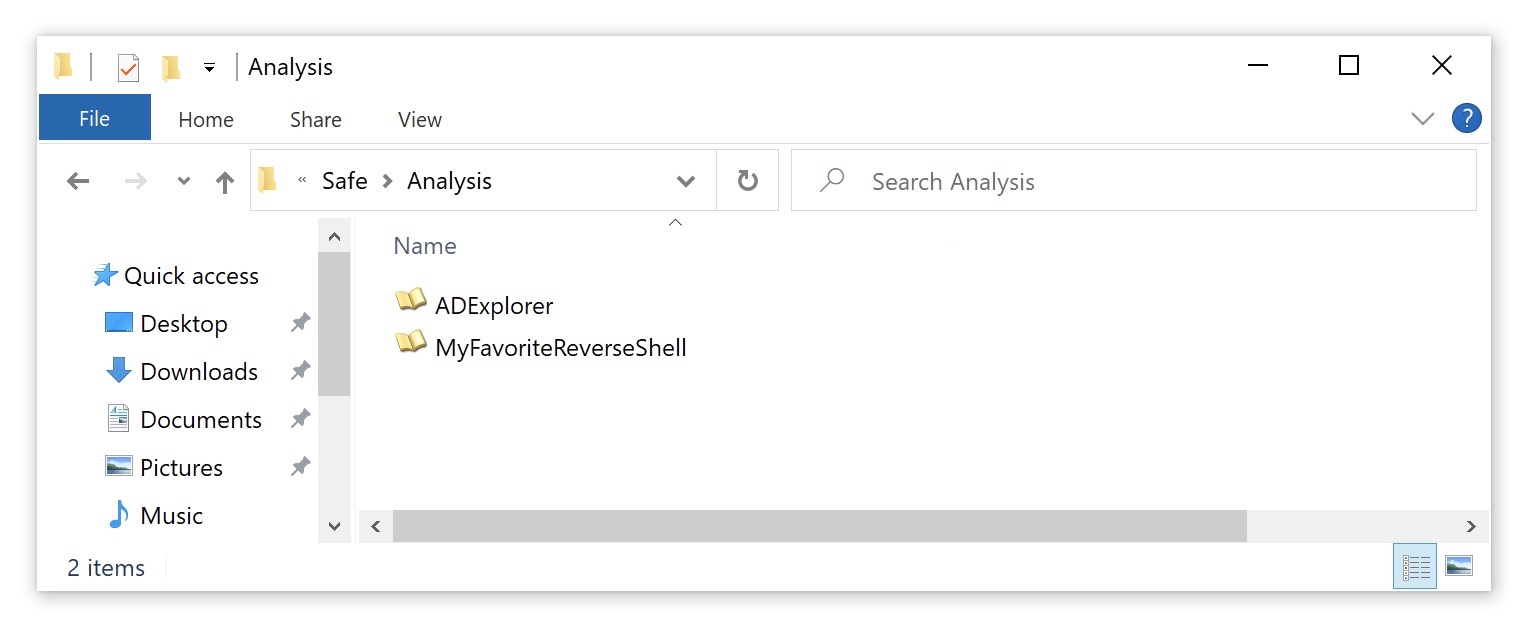 Analysis
File Home Share View ?
« Safe > Analysis Search Analysis
Name
Quick access
ADExplorer
Desktop
MyFavoriteReverseShell
Downloads
Documents
Pictures
Music
2 items